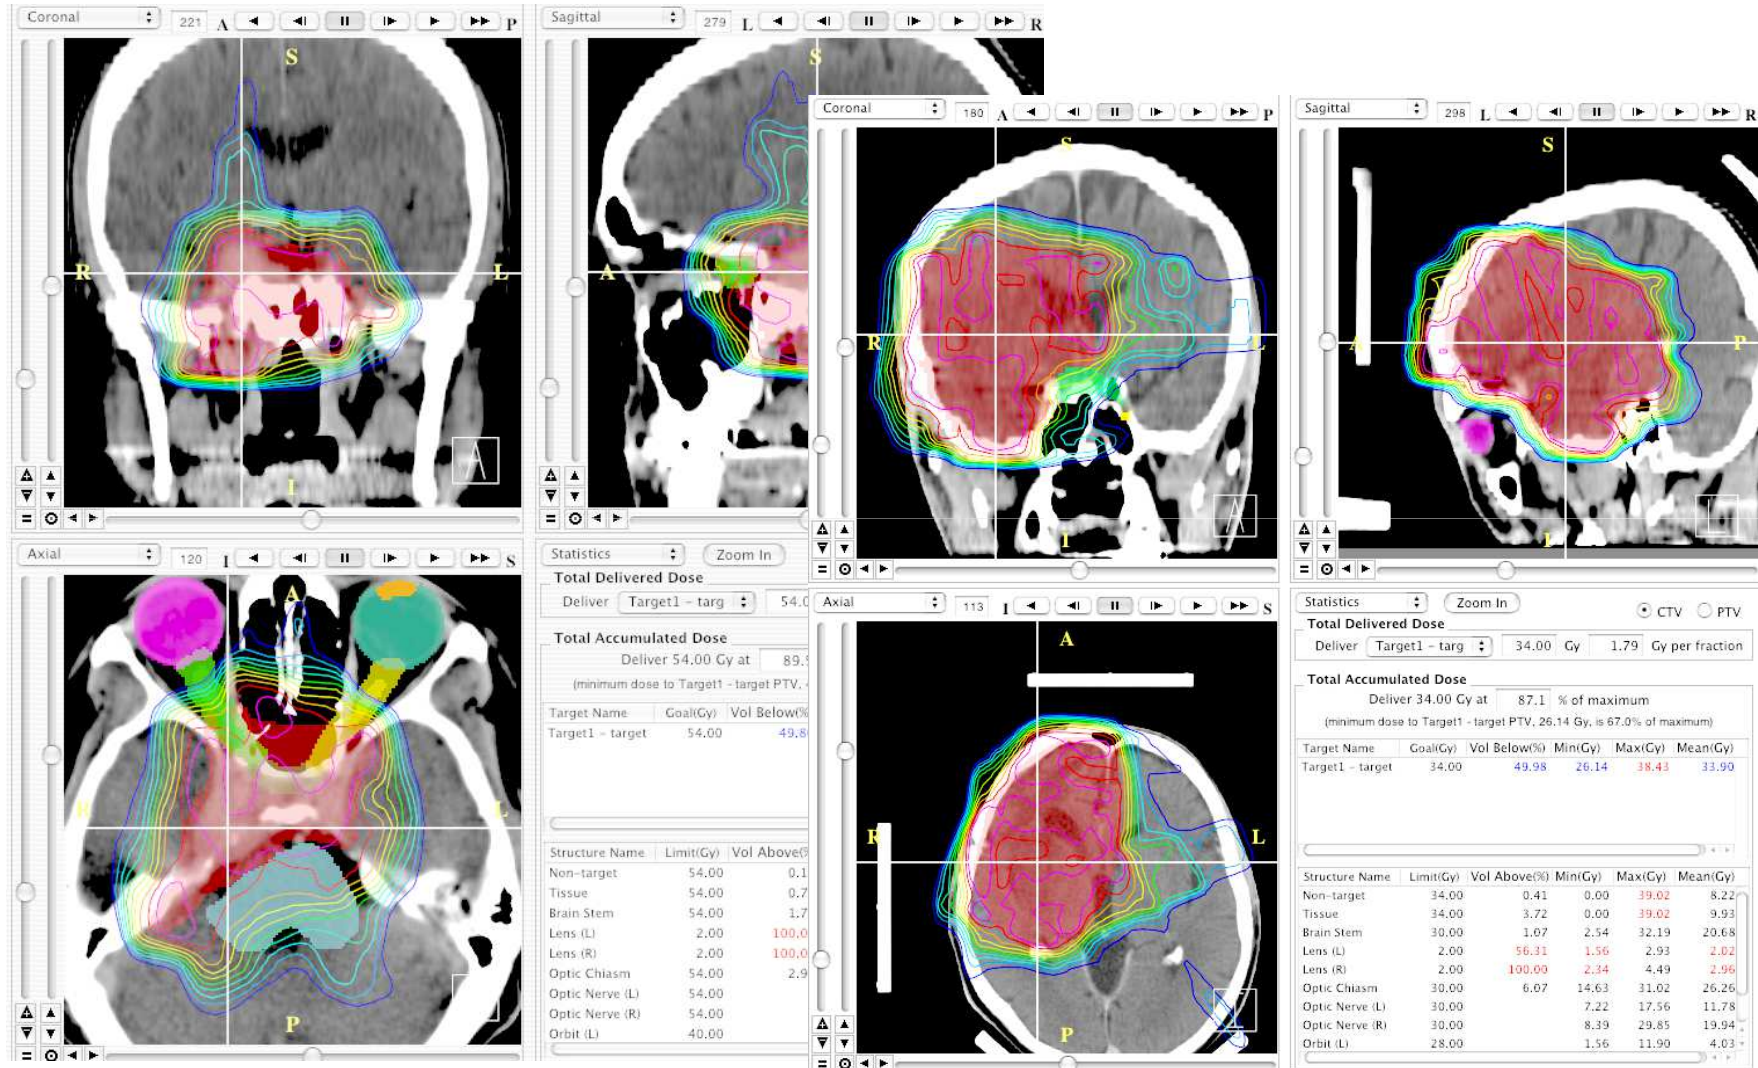 Coronal 221 A P
S
R L
A
I
Sagittal 279 L R
S
A
Coronal 180 A P
S
R L
A
I
Sagittal 298 L R
S
A P
L
I
Axial 120 I S
A
R L
P
Statistics Zoom In
Total Delivered Dose
Deliver Target1 - targ 54.0
Total Accumulated Dose
Deliver 54.00 Gy at 89.9
(minimum dose to Target1 - target PTV, 4
Target Name Goal(Gy) Vol Below(%
Target1 - target 54.00 49.8
Structure Name Limit(Gy) Vol Above(%
Non-target 54.00 0.1
Tissue 54.00 0.7
Brain Stem 54.00 1.7
Lens (L) 2.00 100.0
Lens (R) 2.00 100.0
Optic Chiasm 54.00 2.9
Optic Nerve (L) 54.00
Optic Nerve (R) 54.00
Orbit (L) 40.00
Axial 113 I S
A
R L
I
P
Statistics Zoom In CTV PTV
Total Delivered Dose
Deliver Target1 - targ 34.00 Gy 1.79 Gy per fraction
Total Accumulated Dose
Deliver 34.00 Gy at 87.1 % of maximum
(minimum dose to Target1 - target PTV, 26.14 Gy, is 67.0% of maximum)
Target Name Goal(Gy) Vol Below(%) Min(Gy) Max(Gy) Mean(Gy)
Target1 - target 34.00 49.98 26.14 38.43 33.90
Structure Name Limit(Gy) Vol Above(%) Min(Gy) Max(Gy) Mean(Gy)
Non-target 34.00 0.41 0.00 39.02 8.22
Tissue 34.00 3.72 0.00 39.02 9.93
Brain Stem 30.00 1.07 2.54 32.19 20.68
Lens (L) 2.00 56.31 1.56 2.93 2.02
Lens (R) 2.00 100.00 2.34 4.49 2.96
Optic Chiasm 30.00 6.07 14.63 31.02 26.26
Optic Nerve (L) 30.00 7.22 17.56 11.78
Optic Nerve (R) 30.00 8.39 29.85 19.94
Orbit (L) 28.00 1.56 11.90 4.03